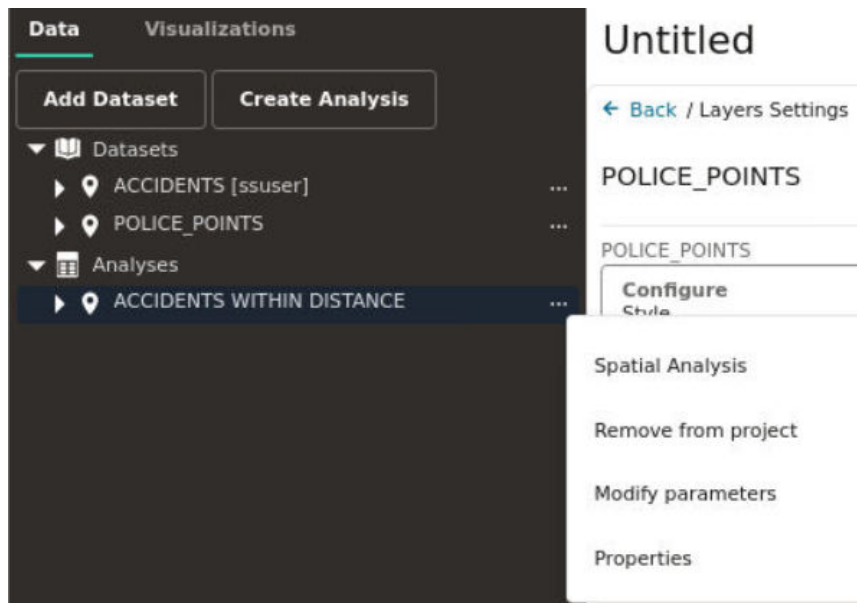 Data Visualizations
Add Dataset Create Analysis
Datasets
ACCIDENTS [ssuser] ...
POLICE_POINTS ...
Analyses
ACCIDENTS WITHIN DISTANCE ...
Untitled
← Back / Layers Settings
POLICE_POINTS
POLICE_POINTS
Configure
Style
Spatial Analysis
Remove from project
Modify parameters
Properties